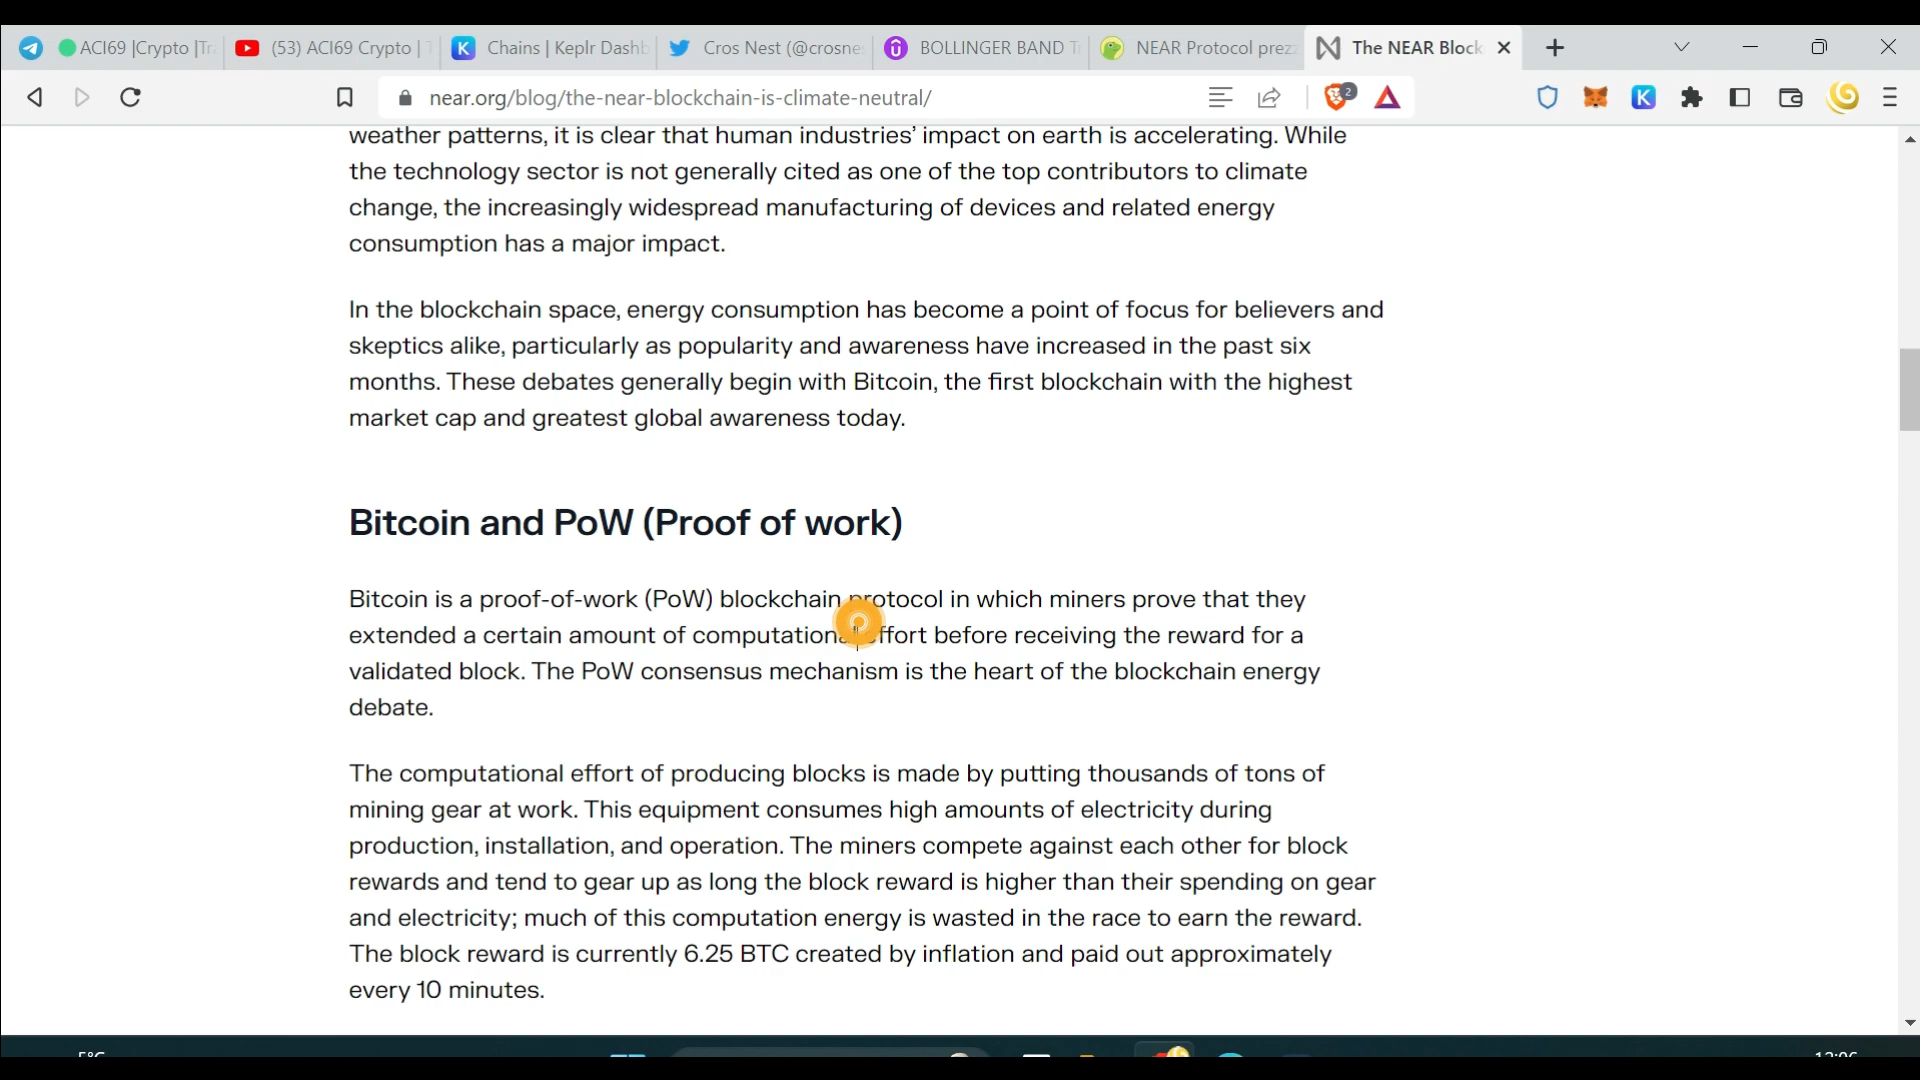 ACI69 |Crypto |Tr
(53) ACI69 Crypto |
Chains | Keplr Dashb
Cros Nest (@crosnes
BOLLINGER BAND T
NEAR Protocol prezz
The NEAR Block
near.org/blog/the-near-blockchain-is-climate-neutral/
2
weather patterns, it is clear that human industries’ impact on earth is accelerating. While
the technology sector is not generally cited as one of the top contributors to climate
change, the increasingly widespread manufacturing of devices and related energy
consumption has a major impact.
In the blockchain space, energy consumption has become a point of focus for believers and
skeptics alike, particularly as popularity and awareness have increased in the past six
months. These debates generally begin with Bitcoin, the first blockchain with the highest
market cap and greatest global awareness today.
Bitcoin and PoW (Proof of work)
Bitcoin is a proof-of-work (PoW) blockchain protocol in which miners prove that they
extended a certain amount of computational effort before receiving the reward for a
validated block. The PoW consensus mechanism is the heart of the blockchain energy
debate.
The computational effort of producing blocks is made by putting thousands of tons of
mining gear at work. This equipment consumes high amounts of electricity during
production, installation, and operation. The miners compete against each other for block
rewards and tend to gear up as long the block reward is higher than their spending on gear
and electricity; much of this computation energy is wasted in the race to earn the reward.
The block reward is currently 6.25 BTC created by inflation and paid out approximately
every 10 minutes.
5°C